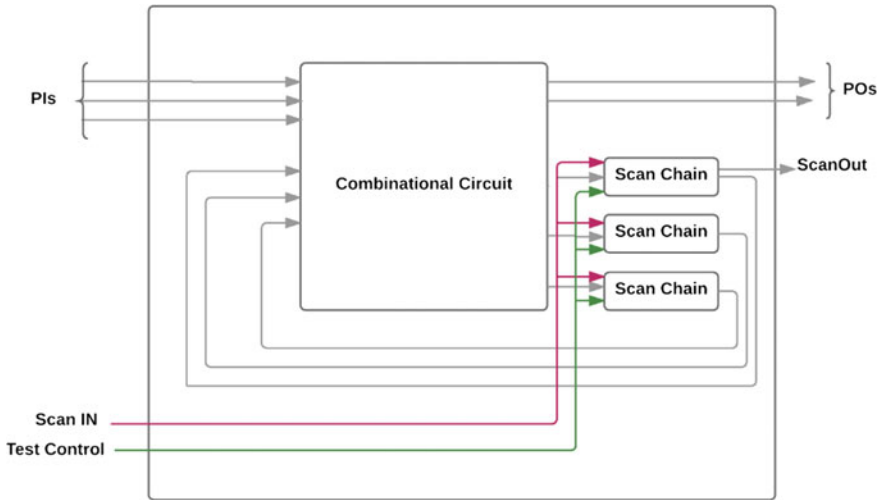 PIs
POs
Combinational Circuit
ScanOut
Scan Chain
Scan Chain
Scan Chain
Scan IN
Test Control